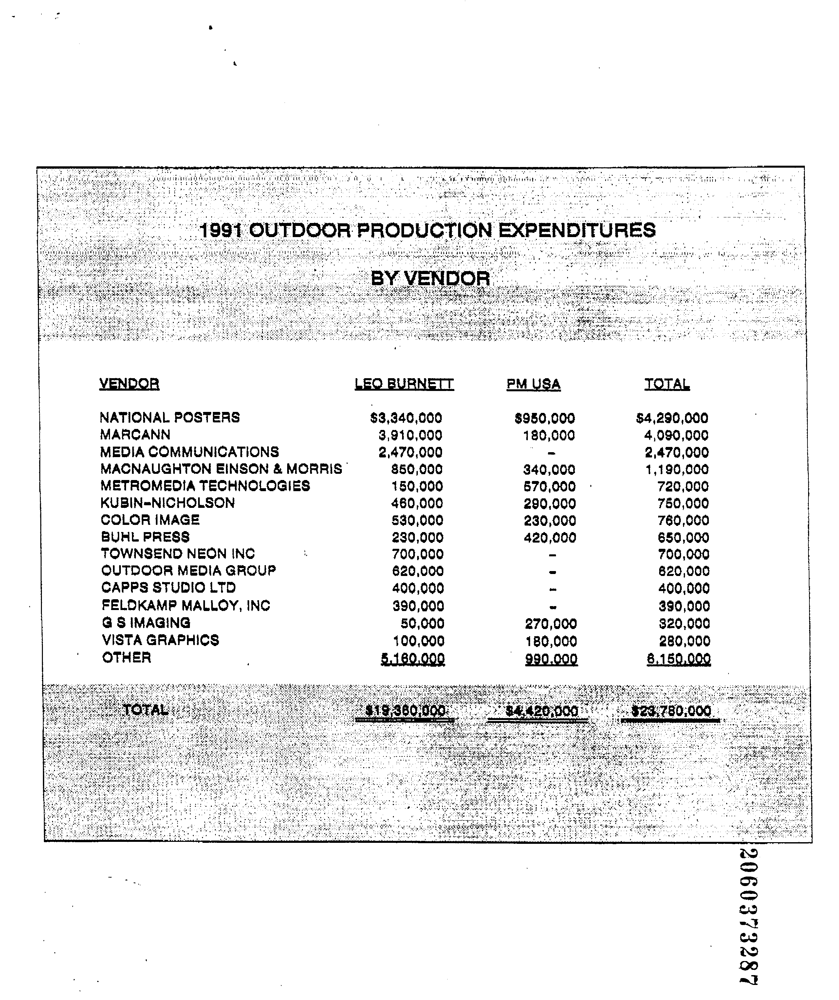 1991 OUTDOOR PRODUCTION EXPENDITURES
BY VENDOR
VENDOR LEO BURNETT PM USA TOTAL
NATIONAL POSTERS $3,340,000 $950,000 $4,290,000
MARCANN 3,910,000 180,000 4,090,000
MEDIA COMMUNICATIONS 2,470,000 - 2,470,000
MACNAUGHTON EINSON & MORRIS 850,000 340,000 1,190,000
METROMEDIA TECHNOLOGIES 150,000 570,000 720,000
KUBIN-NICHOLSON 460,000 290,000 750,000
COLOR IMAGE 530,000 230,000 760,000
BUHL PRESS 230,000 420,000 650,000
TOWNSEND NEON INC 700,000 - 700,000
OUTDOOR MEDIA GROUP 620,000 - 620,000
CAPPS STUDIO LTD 400,000 - 400,000
FELDKAMP MALLOY, INC 390,000 - 390,000
G S IMAGING 50,000 270,000 320,000
VISTA GRAPHICS 100,000 180,000 280,000
OTHER 5,160,000 990,000 6,150,000
TOTAL $19,360,000 $4,420,000 $23,780,000
2060373287